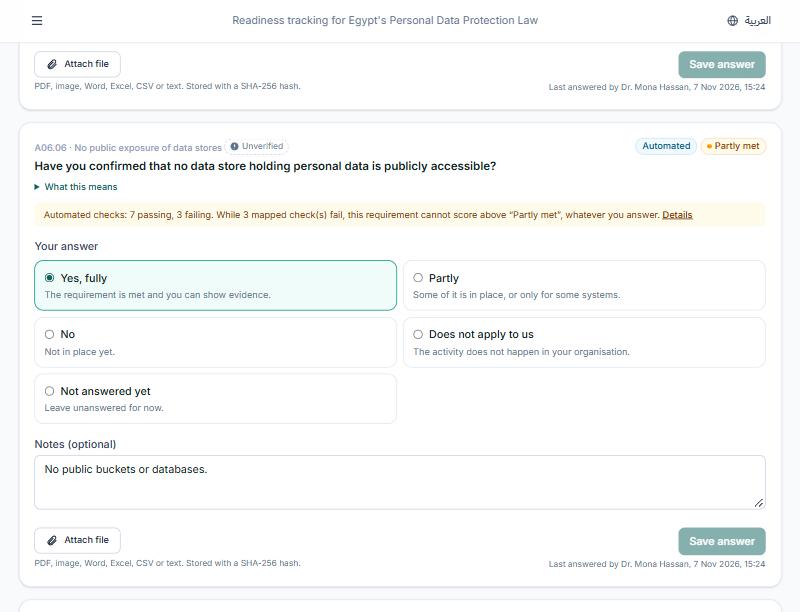 Readiness tracking for Egypt's Personal Data Protection Law
العربية
Attach file
Save answer
PDF, image, Word, Excel, CSV or text. Stored with a SHA-256 hash.
Last answered by Dr. Mona Hassan, 7 Nov 2026, 15:24
A06.06 · No public exposure of data stores
Unverified
Automated
Partly met
Have you confirmed that no data store holding personal data is publicly accessible?
What this means
Automated checks: 7 passing, 3 failing. While 3 mapped check(s) fail, this requirement cannot score above “Partly met”, whatever you answer. Details
Your answer
Yes, fully
The requirement is met and you can show evidence.
Partly
Some of it is in place, or only for some systems.
No
Not in place yet.
Does not apply to us
The activity does not happen in your organisation.
Not answered yet
Leave unanswered for now.
Notes (optional)
No public buckets or databases.
Attach file
Save answer
PDF, image, Word, Excel, CSV or text. Stored with a SHA-256 hash.
Last answered by Dr. Mona Hassan, 7 Nov 2026, 15:24